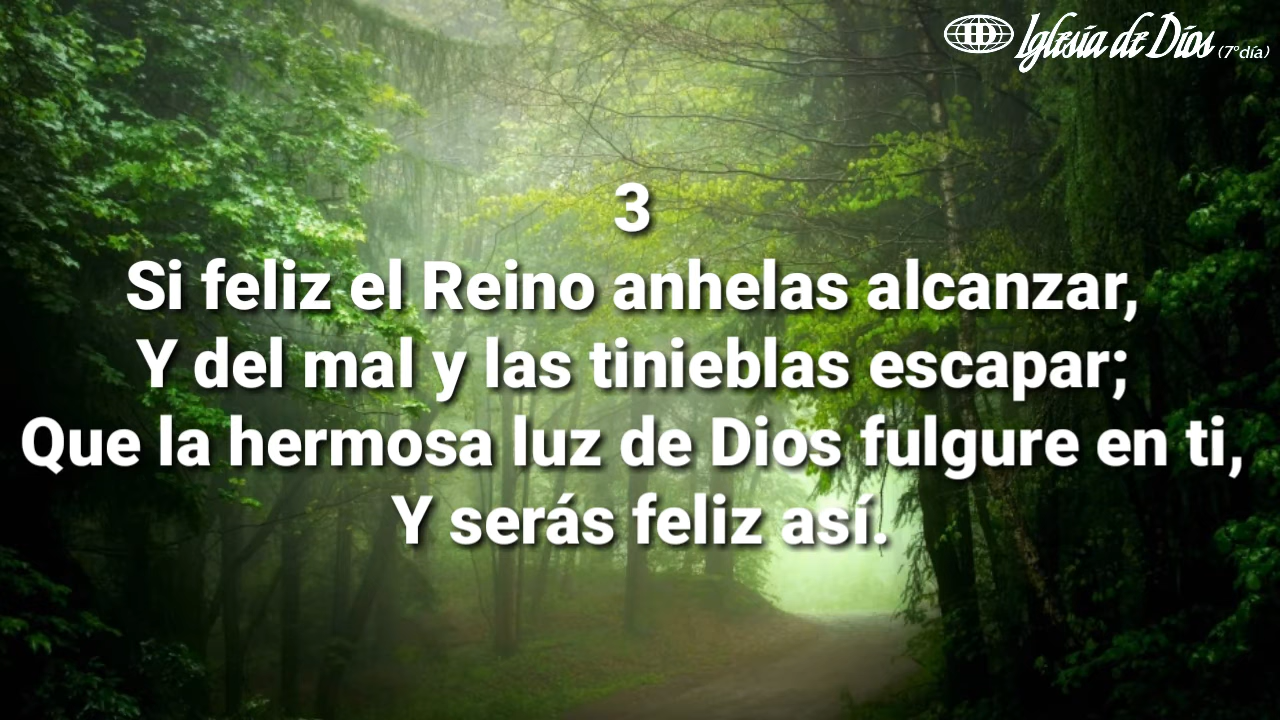 Iglesia de Dios (7° día)
3
Si feliz el Reino anhelas alcanzar,
Y del mal y las tinieblas escapar;
Que la hermosa luz de Dios fulgure en ti,
Y serás feliz así.